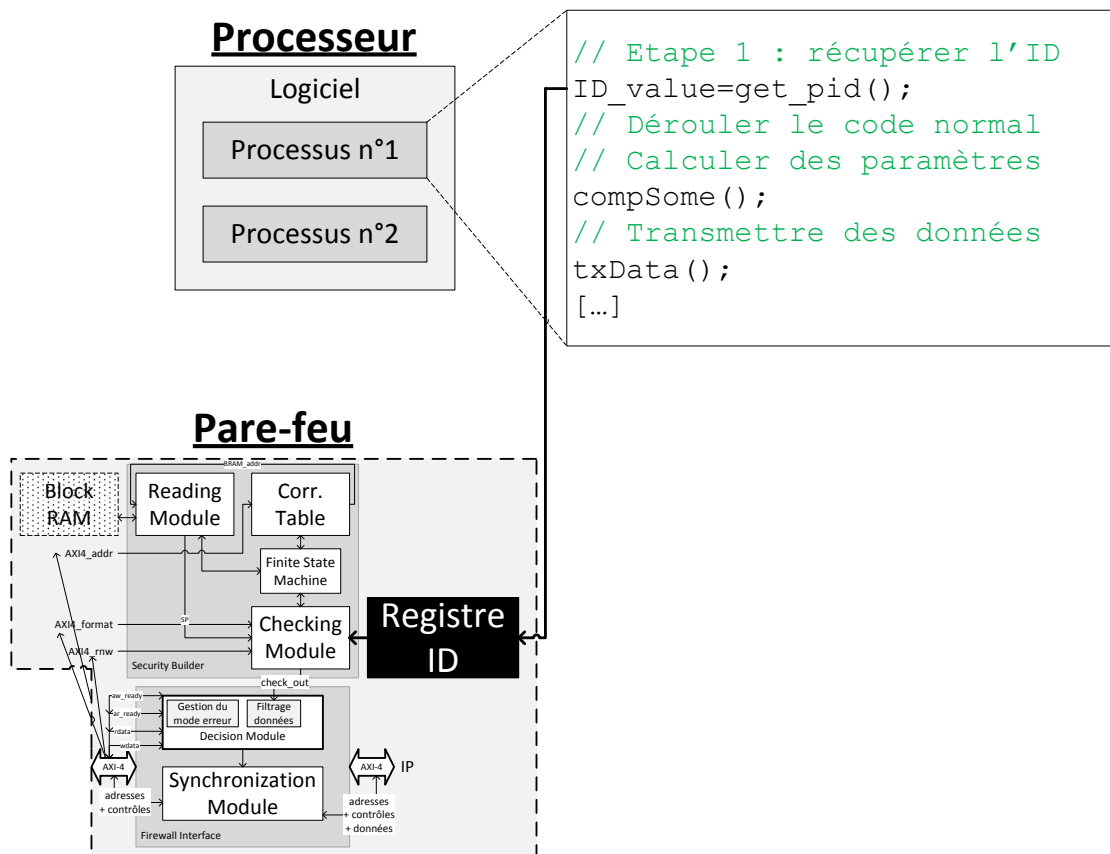 Processeur
Logiciel
Processus n°1
Processus n°2
// Etape 1 : récupérer l'ID
ID_value=get_pid();
// Dérouler le code normal
// Calculer des paramètres
compSome();
// Transmettre des données
txData();
[…]
Pare-feu
BRAM_addr
Block
RAM
Reading
Module
Corr.
Table
AXI4_addr
Finite State
Machine
SP
AXI4_format
AXI4_rnw
Checking
Module
Registre
ID
Security Builder
check_out
aw_ready
ar_ready
rdata
wdata
Gestion du
mode erreur
Filtrage
données
Decision Module
AXI-4
AXI-4
IP
Synchronization
Module
adresses
+ contrôles
adresses
+ contrôles
+ données
Firewall Interface